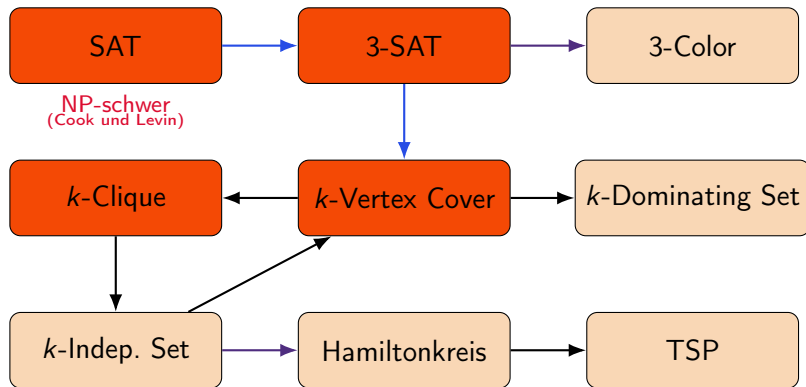 SAT
3-SAT
3-Color
NP-schwer
(Cook und Levin)
k-Clique
k-Vertex Cover
k-Dominating Set
k-Indep. Set
Hamiltonkreis
TSP